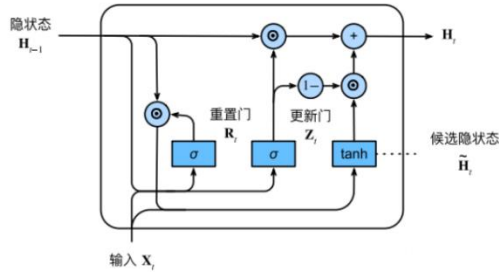 隐状态
H_{t-1}
⊙
+
H_t
重置门
R_t
更新门
Z_t
1−
⊙
⊙
σ
σ
tanh
候选隐状态
H̃_t
输入 X_t